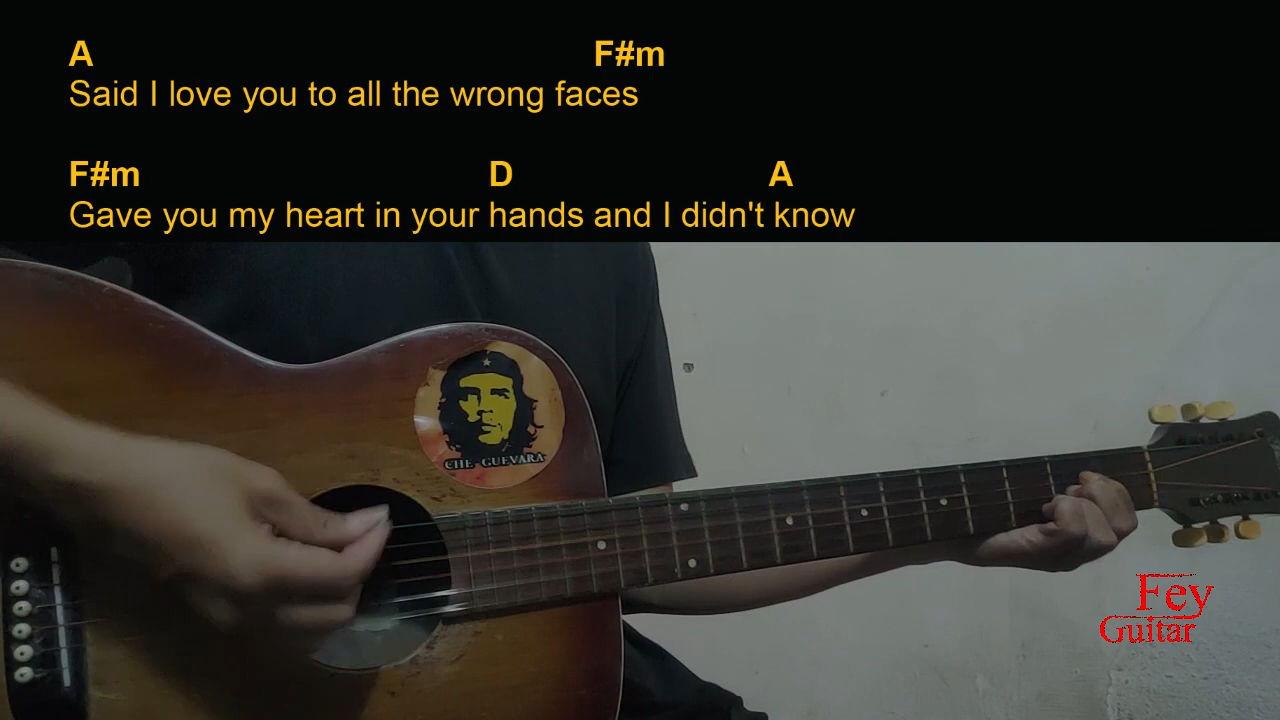 A F#m
Said I love you to all the wrong faces
F#m D A
Gave you my heart in your hands and I didn't know
CHE GUEVARA
Fey
Guitar